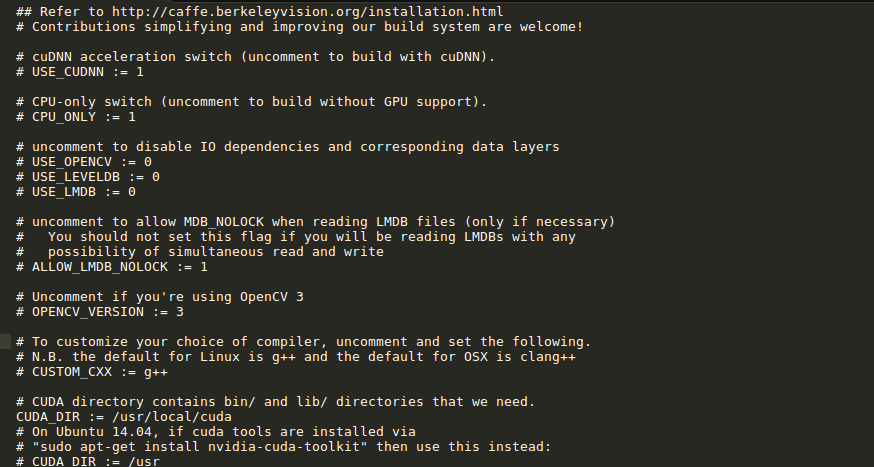 ## Refer to http://caffe.berkeleyvision.org/installation.html
# Contributions simplifying and improving our build system are welcome!
# cuDNN acceleration switch (uncomment to build with cuDNN).
# USE_CUDNN := 1
# CPU-only switch (uncomment to build without GPU support).
# CPU_ONLY := 1
# uncomment to disable IO dependencies and corresponding data layers
# USE_OPENCV := 0
# USE_LEVELDB := 0
# USE_LMDB := 0
# uncomment to allow MDB_NOLOCK when reading LMDB files (only if necessary)
#   You should not set this flag if you will be reading LMDBs with any
#   possibility of simultaneous read and write
# ALLOW_LMDB_NOLOCK := 1
# Uncomment if you're using OpenCV 3
# OPENCV_VERSION := 3
# To customize your choice of compiler, uncomment and set the following.
# N.B. the default for Linux is g++ and the default for OSX is clang++
# CUSTOM_CXX := g++
# CUDA directory contains bin/ and lib/ directories that we need.
CUDA_DIR := /usr/local/cuda
# On Ubuntu 14.04, if cuda tools are installed via
# "sudo apt-get install nvidia-cuda-toolkit" then use this instead:
# CUDA_DIR := /usr